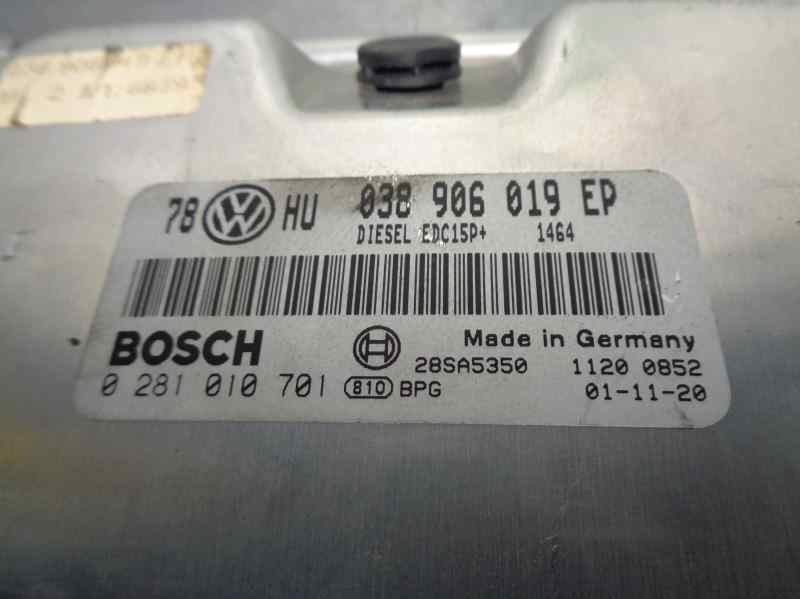 78 VW HU 038 906 019 EP
DIESEL EDC15P+ 1464
BOSCH
Made in Germany
28SA5350 1120 0852
0 281 010 701 810 BPG 01-11-20